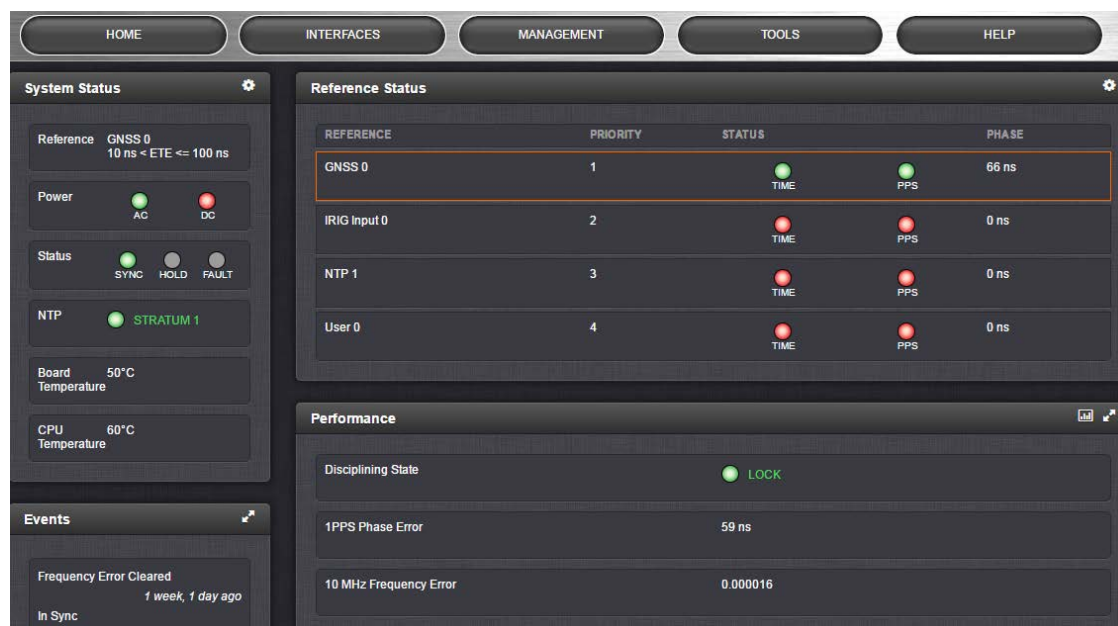 HOME INTERFACES MANAGEMENT TOOLS HELP
System Status
Reference GNSS 0
10 ns < ETE <= 100 ns
Power
AC DC
Status
SYNC HOLD FAULT
NTP STRATUM 1
Board 50°C
Temperature
CPU 60°C
Temperature
Events
Frequency Error Cleared
1 week, 1 day ago
In Sync
Reference Status
REFERENCE PRIORITY STATUS PHASE
GNSS 0 1 66 ns
TIME PPS
IRIG Input 0 2 0 ns
TIME PPS
NTP 1 3 0 ns
TIME PPS
User 0 4 0 ns
TIME PPS
Performance
Disciplining State LOCK
1PPS Phase Error 59 ns
10 MHz Frequency Error 0.000016